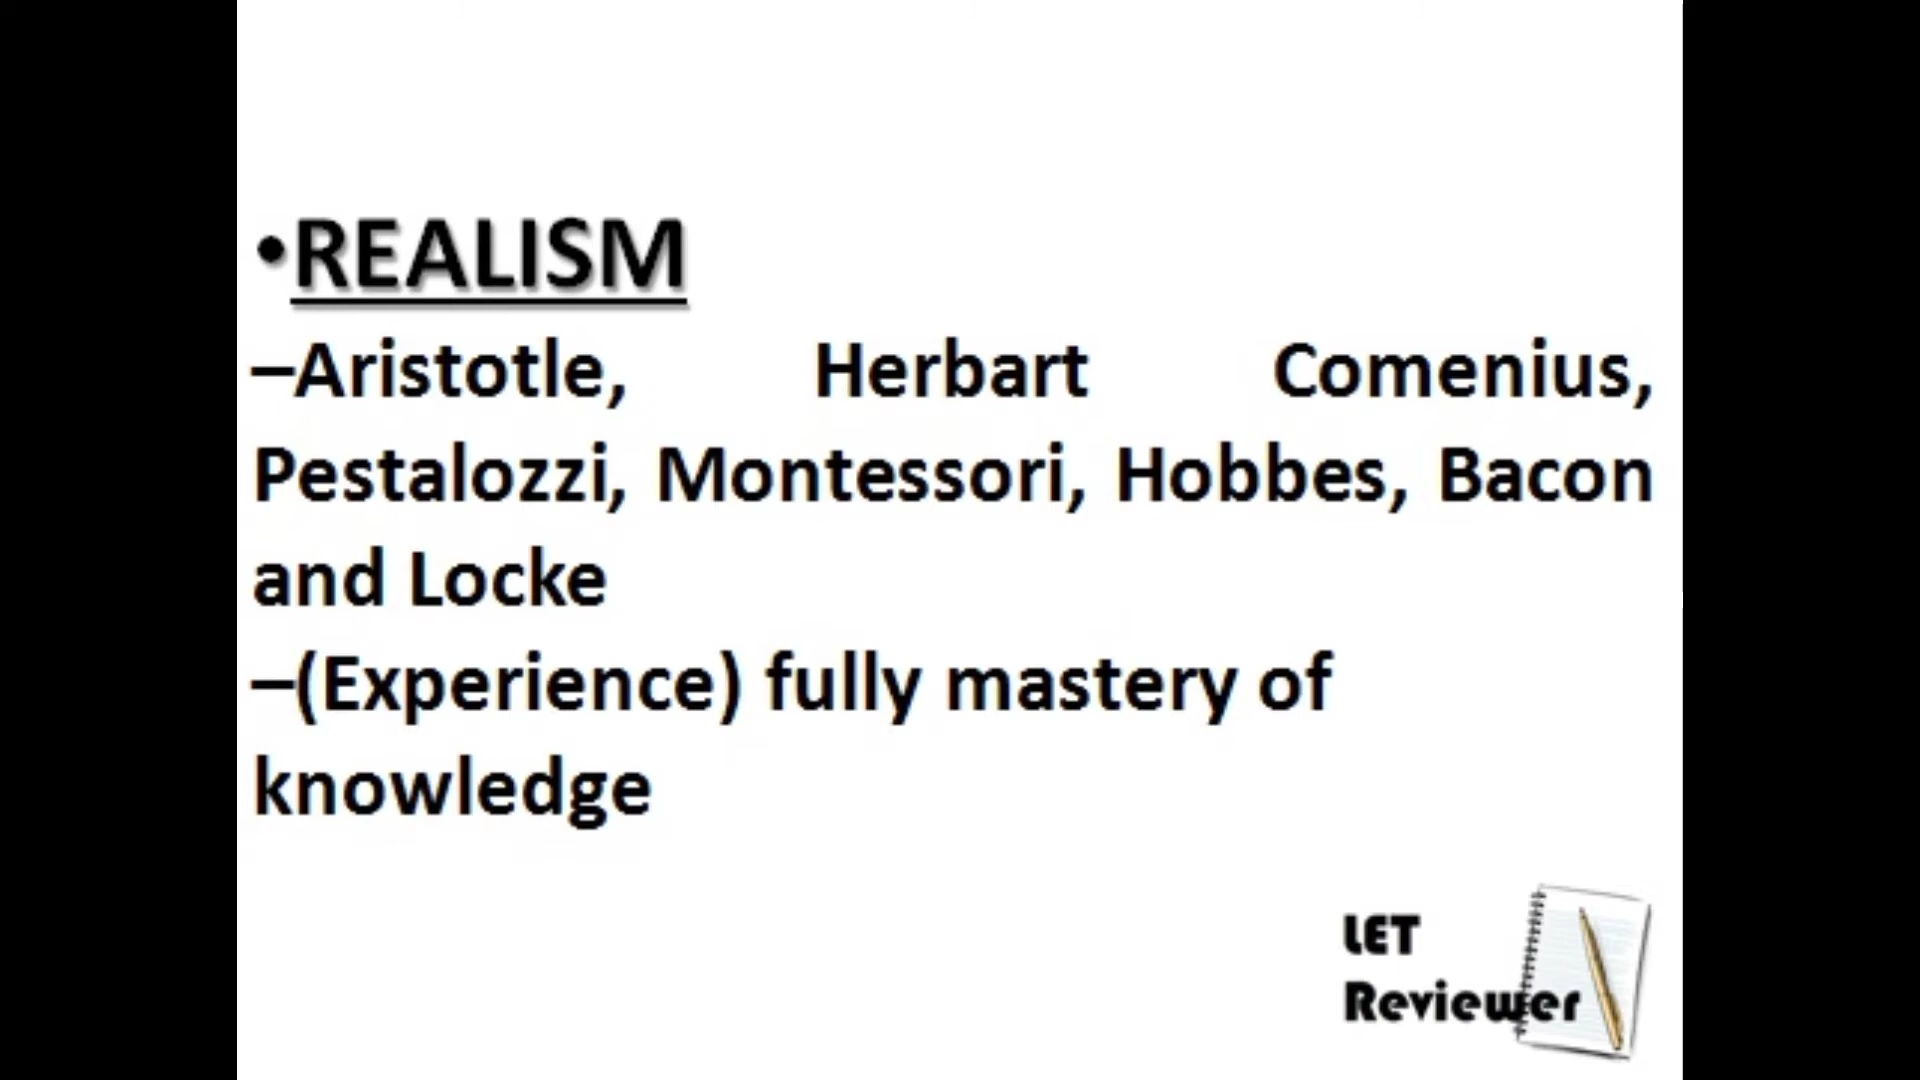 •REALISM
–Aristotle, Herbart Comenius,
Pestalozzi, Montessori, Hobbes, Bacon
and Locke
–(Experience) fully mastery of
knowledge
LET
Reviewer